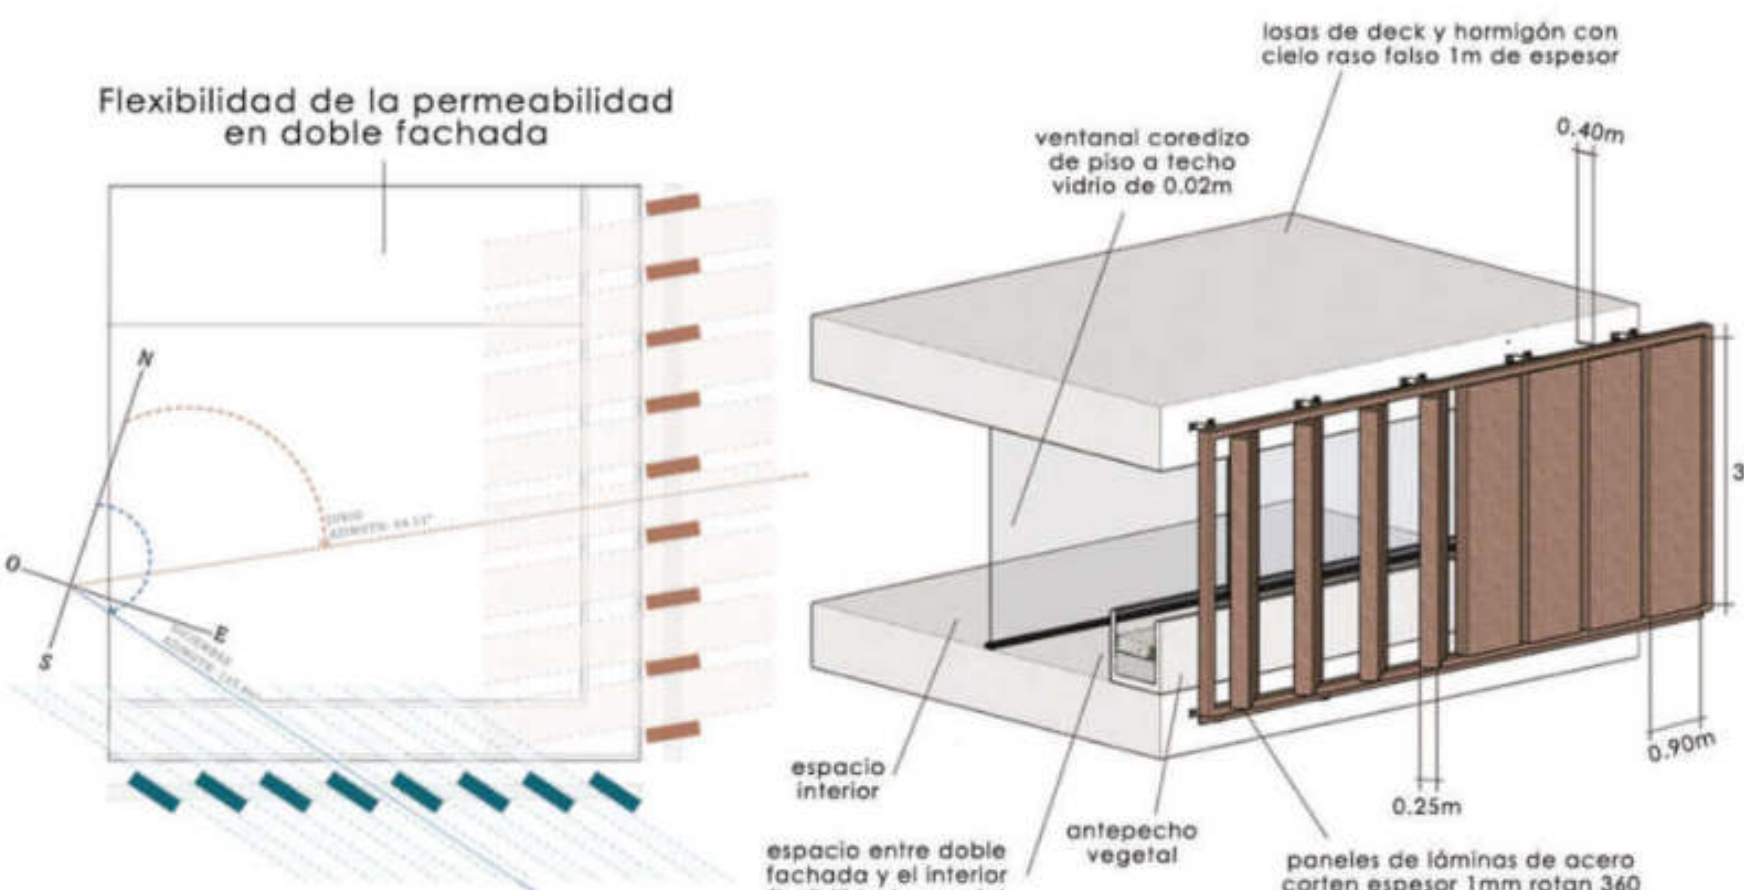 Flexibilidad de la permeabilidad
en doble fachada
N
O
E
S
JUNIO
losas de deck y hormigón con
cielo raso falso 1m de espesor
ventanal coredizo
de piso a techo
vidrio de 0.02m
0.40m
3
0.90m
0.25m
espacio
interior
antepecho
vegetal
espacio entre doble
fachada y el interior
paneles de láminas de acero
corten espesor 1mm rotan 360